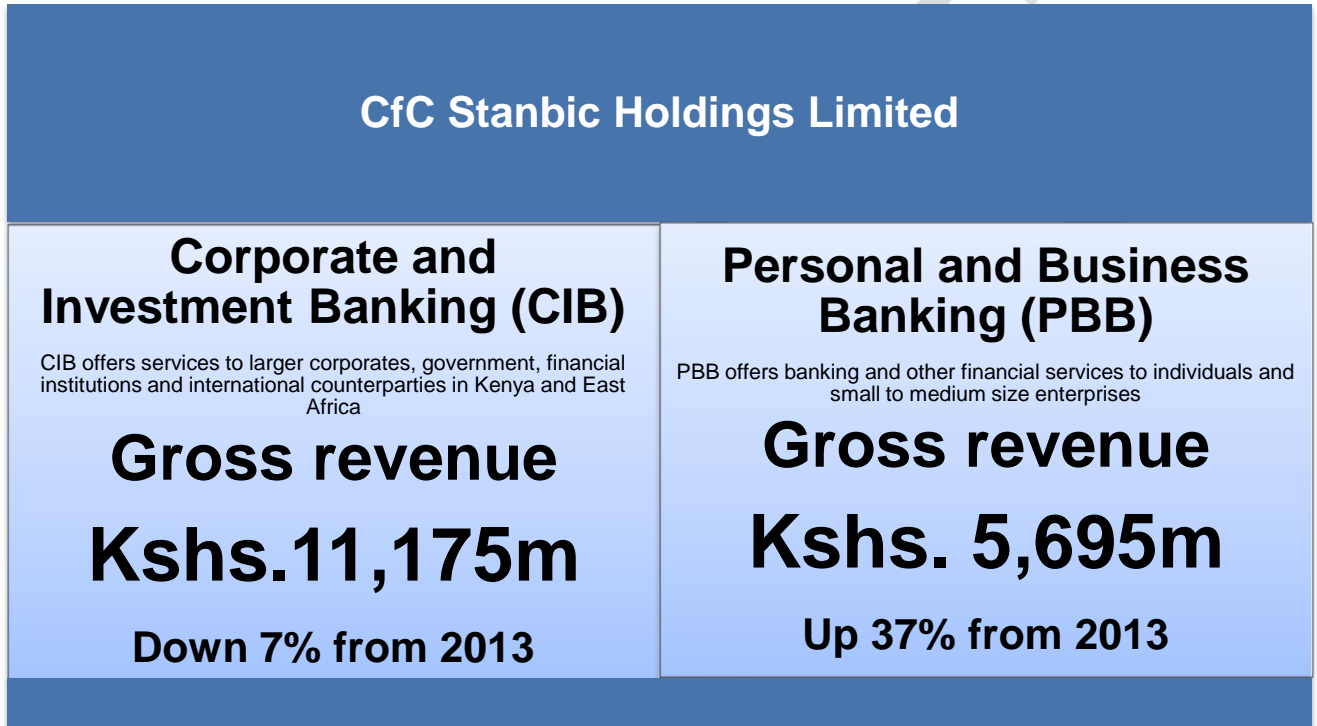 CfC Stanbic Holdings Limited
Corporate and
Investment Banking (CIB)
CIB offers services to larger corporates, government, financial
institutions and international counterparties in Kenya and East
Africa
Gross revenue
Kshs.11,175m
Down 7% from 2013
Personal and Business
Banking (PBB)
PBB offers banking and other financial services to individuals and
small to medium size enterprises
Gross revenue
Kshs. 5,695m
Up 37% from 2013